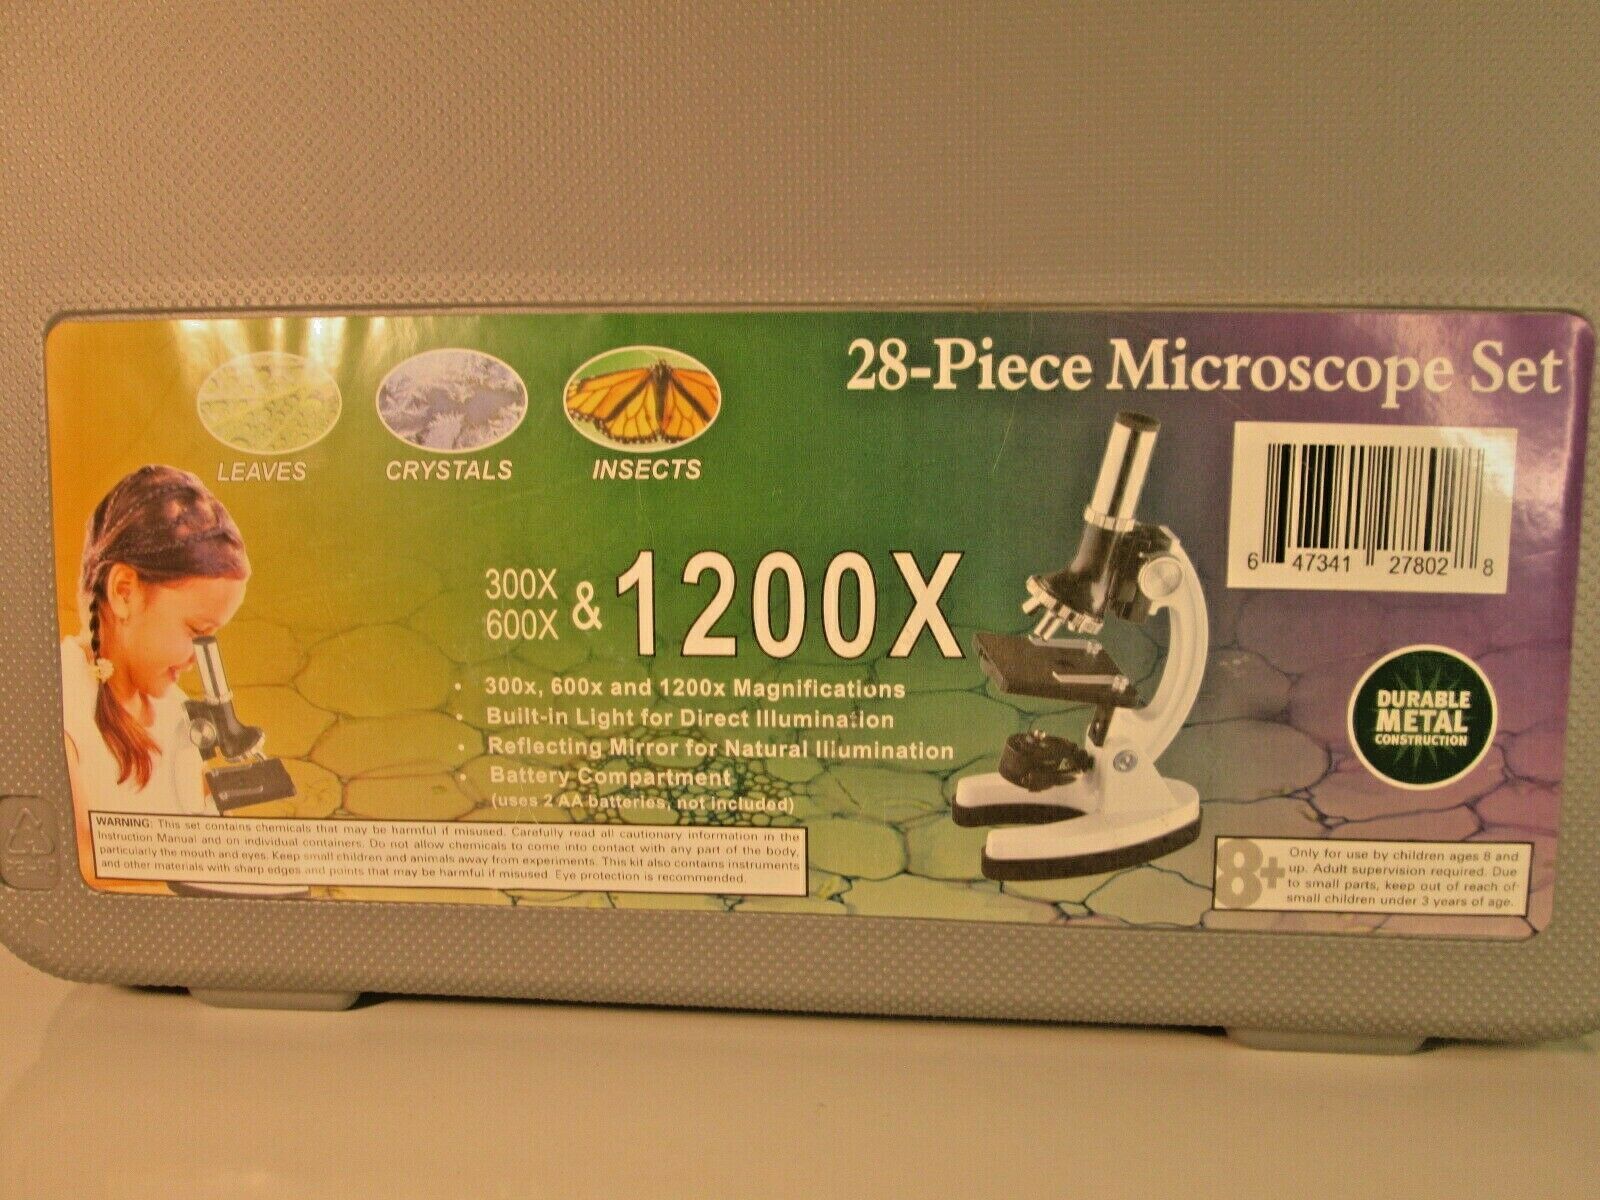 28-Piece Microscope Set
LEAVES
CRYSTALS
INSECTS
6 47341 27802 8
300X
600X
& 1200X
• 300x, 600x and 1200x Magnifications
• Built-in Light for Direct Illumination
• Reflecting Mirror for Natural Illumination
• Battery Compartment
(uses 2 AA batteries, not included)
DURABLE
METAL
CONSTRUCTION
WARNING: This set contains chemicals that may be harmful if misused. Carefully read all cautionary information in the
Instruction Manual and on individual containers. Do not allow chemicals to come into contact with any part of the body,
particularly the mouth and eyes. Keep small children and animals away from experiments. This kit also contains instruments
and other materials with sharp edges and points that may be harmful if misused. Eye protection is recommended.
8+
Only for use by children ages 8 and
up. Adult supervision required. Due
to small parts, keep out of reach of
small children under 3 years of age.